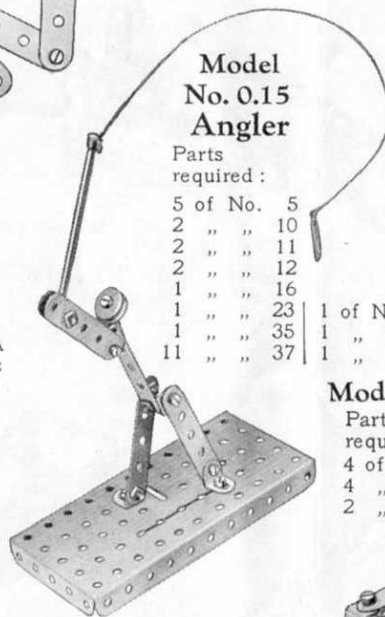 Model
No. 0.15
Angler
Parts
required :
5 of No. 5
2 „ „ 10
2 „ „ 11
2 „ „ 12
1 „ „ 16
1 „ „ 23
1 „ „ 35
11 „ „ 37
1 of N
1 „
1 „
Mod
Part
requ
4 of
4 „
2 „